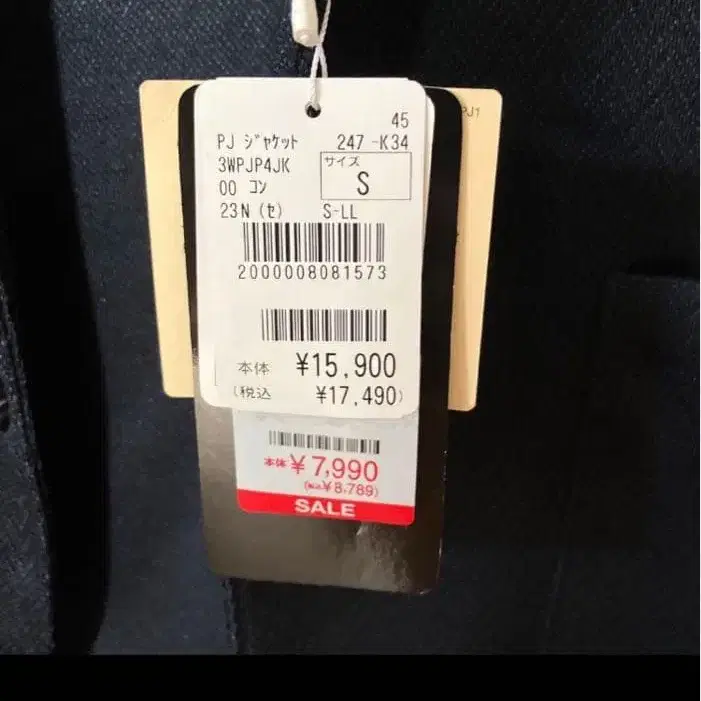 45
PJ ｼﾞｬｹｯﾄ 247 -K34
3WPJP4JK サイズ
00 ｺﾝ S
23N (ｾ) S-LL
2000008081573
本体 ¥15,900
(税込 ¥17,490)
本体¥7,990
(税込¥8,789)
SALE
PJ1